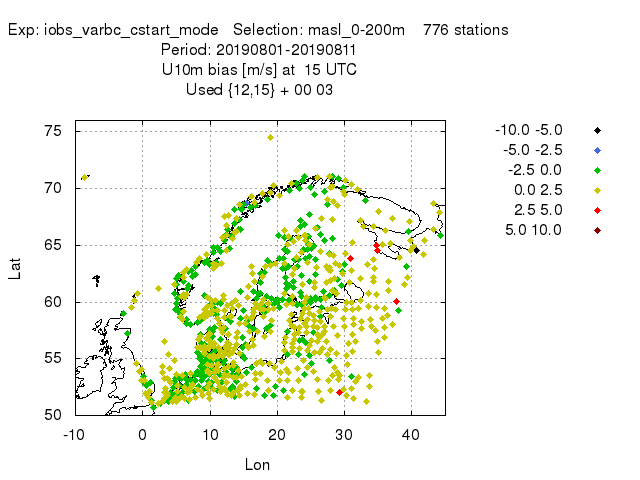 Exp: iobs_varbc_cstart_mode   Selection: masl_0-200m    776 stations
Period: 20190801-20190811
U10m bias [m/s] at  15 UTC
Used {12,15} + 00 03
-10.0 -5.0
-5.0 -2.5
-2.5 0.0
0.0 2.5
2.5 5.0
5.0 10.0
75
70
65
60
55
50
Lat
-10 0 10 20 30 40
Lon